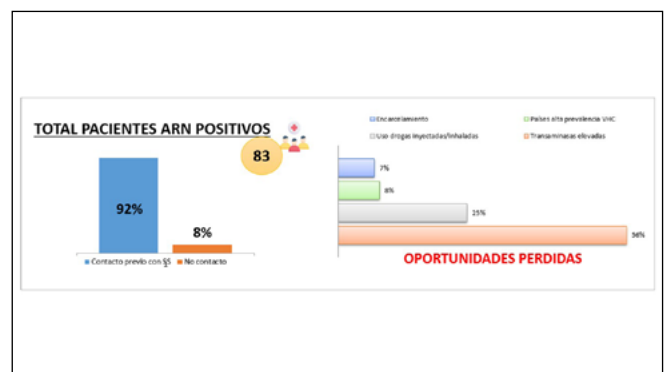 TOTAL PACIENTES ARN POSITIVOS
83
92%
8%
Contacto previo con SS No contacto
Encarcelamiento Países alta prevalencia VHC
Uso drogas inyectadas/inhaladas Transaminasas elevadas
7%
8%
25%
56%
OPORTUNIDADES PERDIDAS